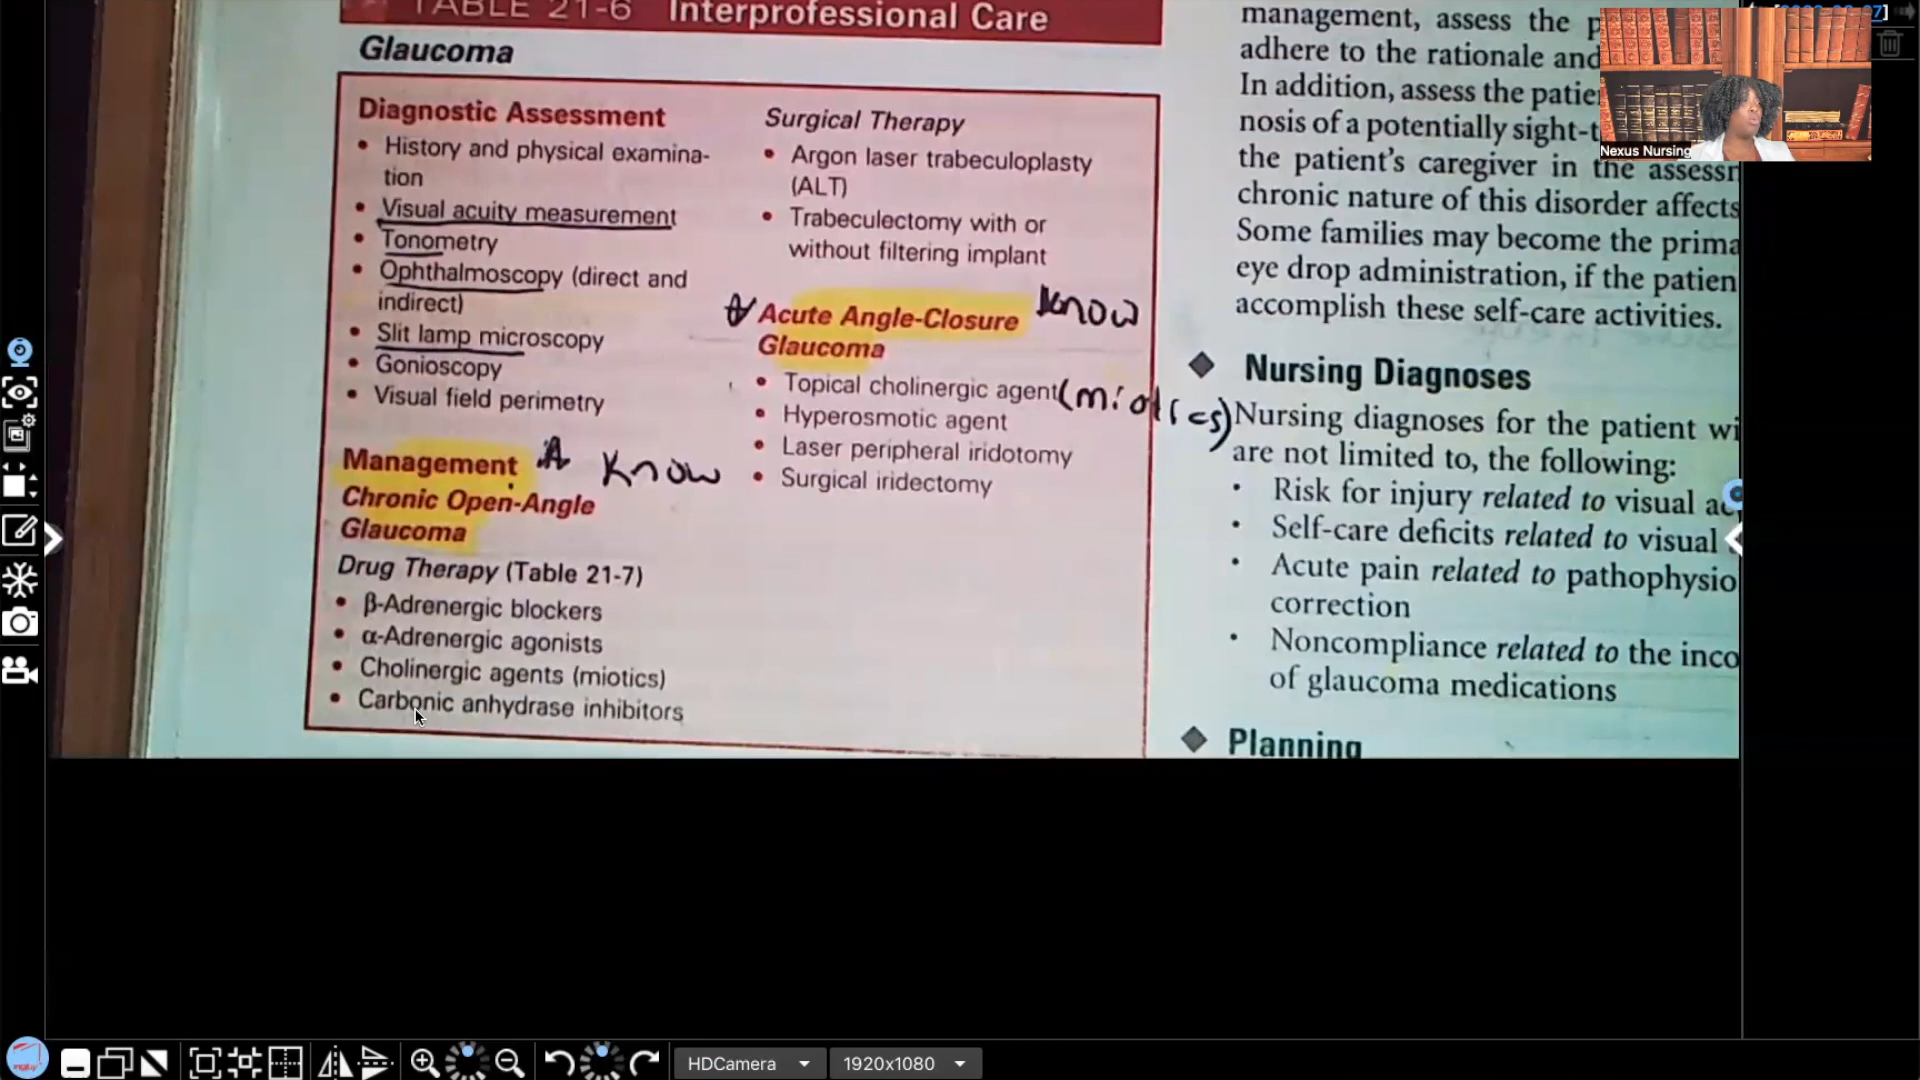 TABLE 21-6 Interprofessional Care
Glaucoma
Diagnostic Assessment
• History and physical examina-
tion
• Visual acuity measurement
• Tonometry
• Ophthalmoscopy (direct and
indirect)
• Slit lamp microscopy
• Gonioscopy
• Visual field perimetry
Management know
Chronic Open-Angle
Glaucoma
Drug Therapy (Table 21-7)
• β-Adrenergic blockers
• α-Adrenergic agonists
• Cholinergic agents (miotics)
• Carbonic anhydrase inhibitors
Surgical Therapy
• Argon laser trabeculoplasty
(ALT)
• Trabeculectomy with or
without filtering implant
Acute Angle-Closure know
Glaucoma
• Topical cholinergic agent (miotics)
• Hyperosmotic agent
• Laser peripheral iridotomy
• Surgical iridectomy
management, assess the
adhere to the rationale and
In addition, assess the
nosis of a potentially
the patient's caregiver in the
chronic nature of this disorder affects
Some families may become the
eye drop administration, if the
accomplish these self-care activities.
Nursing Diagnoses
Nursing diagnoses for the patient
are not limited to, the following:
• Risk for injury related to visual
• Self-care deficits related to visual
• Acute pain related to
correction
• Noncompliance related to the
of glaucoma medications
Planning
Nexus Nursing
HDCamera
1920x1080